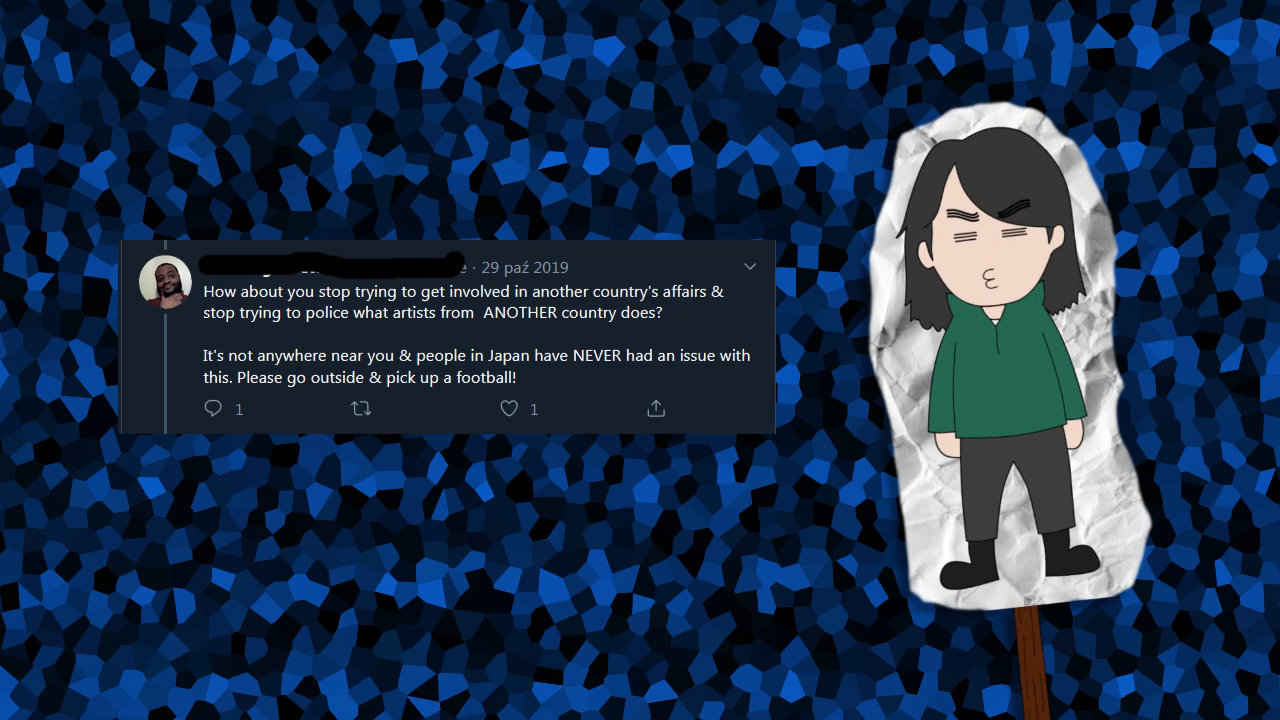 · 29 paź 2019
How about you stop trying to get involved in another country's affairs &
stop trying to police what artists from ANOTHER country does?
It's not anywhere near you & people in Japan have NEVER had an issue with
this. Please go outside & pick up a football!
1 1